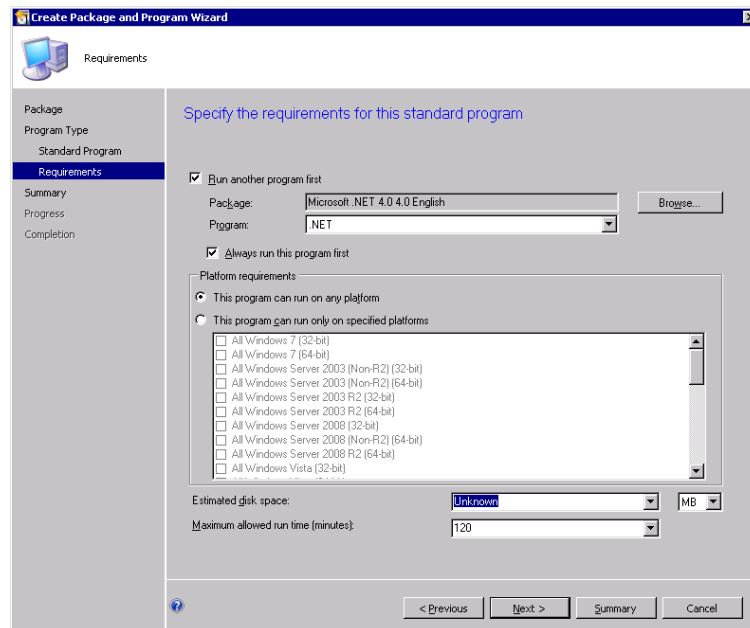 Create Package and Program Wizard
Requirements
Package
Program Type
Standard Program
Requirements
Summary
Progress
Completion
Specify the requirements for this standard program
Run another program first
Package:
Microsoft .NET 4.0 4.0 English
Browse...
Program:
.NET
Always run this program first
Platform requirements
This program can run on any platform
This program can run only on specified platforms
All Windows 7 (32-bit)
All Windows 7 (64-bit)
All Windows Server 2003 (Non-R2) (32-bit)
All Windows Server 2003 (Non-R2) (64-bit)
All Windows Server 2003 R2 (32-bit)
All Windows Server 2003 R2 (64-bit)
All Windows Server 2008 (32-bit)
All Windows Server 2008 (Non-R2) (64-bit)
All Windows Server 2008 R2 (64-bit)
All Windows Vista (32-bit)
Estimated disk space:
Unknown
MB
Maximum allowed run time (minutes):
120
< Previous
Next >
Summary
Cancel